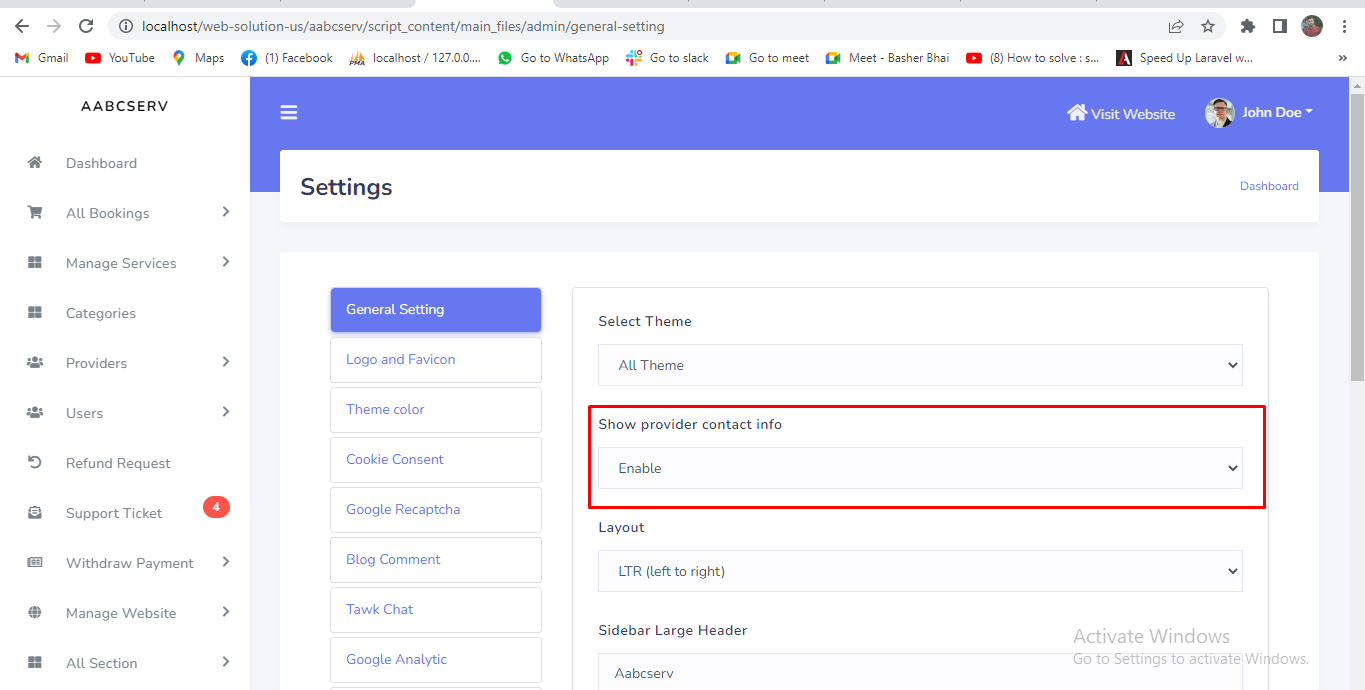 localhost/web-solution-us/aabcserv/script_content/main_files/admin/general-setting
Gmail YouTube Maps (1) Facebook localhost / 127.0.0.... Go to WhatsApp Go to slack Go to meet Meet - Basher Bhai (8) How to solve : s... Speed Up Laravel w... »
AABCSERV
Visit Website
John Doe
Dashboard
All Bookings
Manage Services
Categories
Providers
Users
Refund Request
Support Ticket 4
Withdraw Payment
Manage Website
All Section
Settings
Dashboard
General Setting
Logo and Favicon
Theme color
Cookie Consent
Google Recaptcha
Blog Comment
Tawk Chat
Google Analytic
Select Theme
All Theme
Show provider contact info
Enable
Layout
LTR (left to right)
Sidebar Large Header
Aabcserv
Activate Windows
Go to Settings to activate Windows.